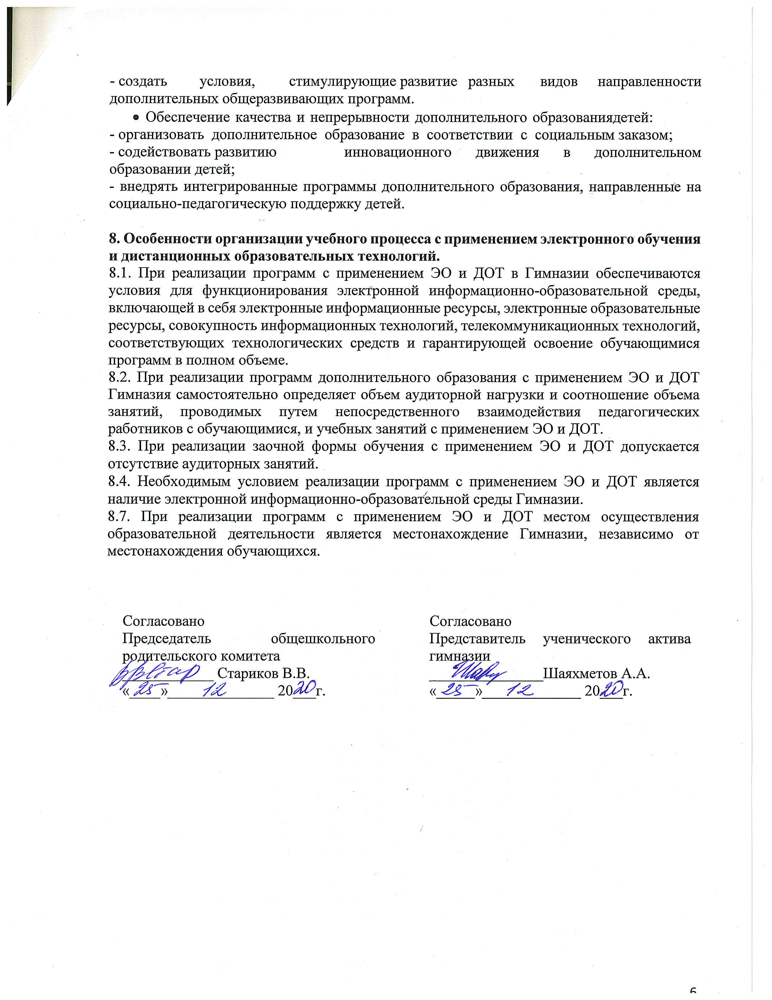 - создать условия, стимулирующие развитие разных видов направленности
дополнительных общеразвивающих программ.
• Обеспечение качества и непрерывности дополнительного образованиядетей:
- организовать дополнительное образование в соответствии с социальным заказом;
- содействовать развитию инновационного движения в дополнительном
образовании детей;
- внедрять интегрированные программы дополнительного образования, направленные на
социально-педагогическую поддержку детей.
8. Особенности организации учебного процесса с применением электронного обучения
и дистанционных образовательных технологий.
8.1. При реализации программ с применением ЭО и ДОТ в Гимназии обеспечиваются
условия для функционирования электронной информационно-образовательной среды,
включающей в себя электронные информационные ресурсы, электронные образовательные
ресурсы, совокупность информационных технологий, телекоммуникационных технологий,
соответствующих технологических средств и гарантирующей освоение обучающимися
программ в полном объеме.
8.2. При реализации программ дополнительного образования с применением ЭО и ДОТ
Гимназия самостоятельно определяет объем аудиторной нагрузки и соотношение объема
занятий, проводимых путем непосредственного взаимодействия педагогических
работников с обучающимися, и учебных занятий с применением ЭО и ДОТ.
8.3. При реализации заочной формы обучения с применением ЭО и ДОТ допускается
отсутствие аудиторных занятий.
8.4. Необходимым условием реализации программ с применением ЭО и ДОТ является
наличие электронной информационно-образовательной среды Гимназии.
8.7. При реализации программ с применением ЭО и ДОТ местом осуществления
образовательной деятельности является местонахождение Гимназии, независимо от
местонахождения обучающихся.
Согласовано
Председатель общешкольного
родительского комитета
Стариков В.В.
«25» 12 2020г.
Согласовано
Представитель ученического актива
гимназии
Шаяхметов А.А.
«25» 12 2020г.
6